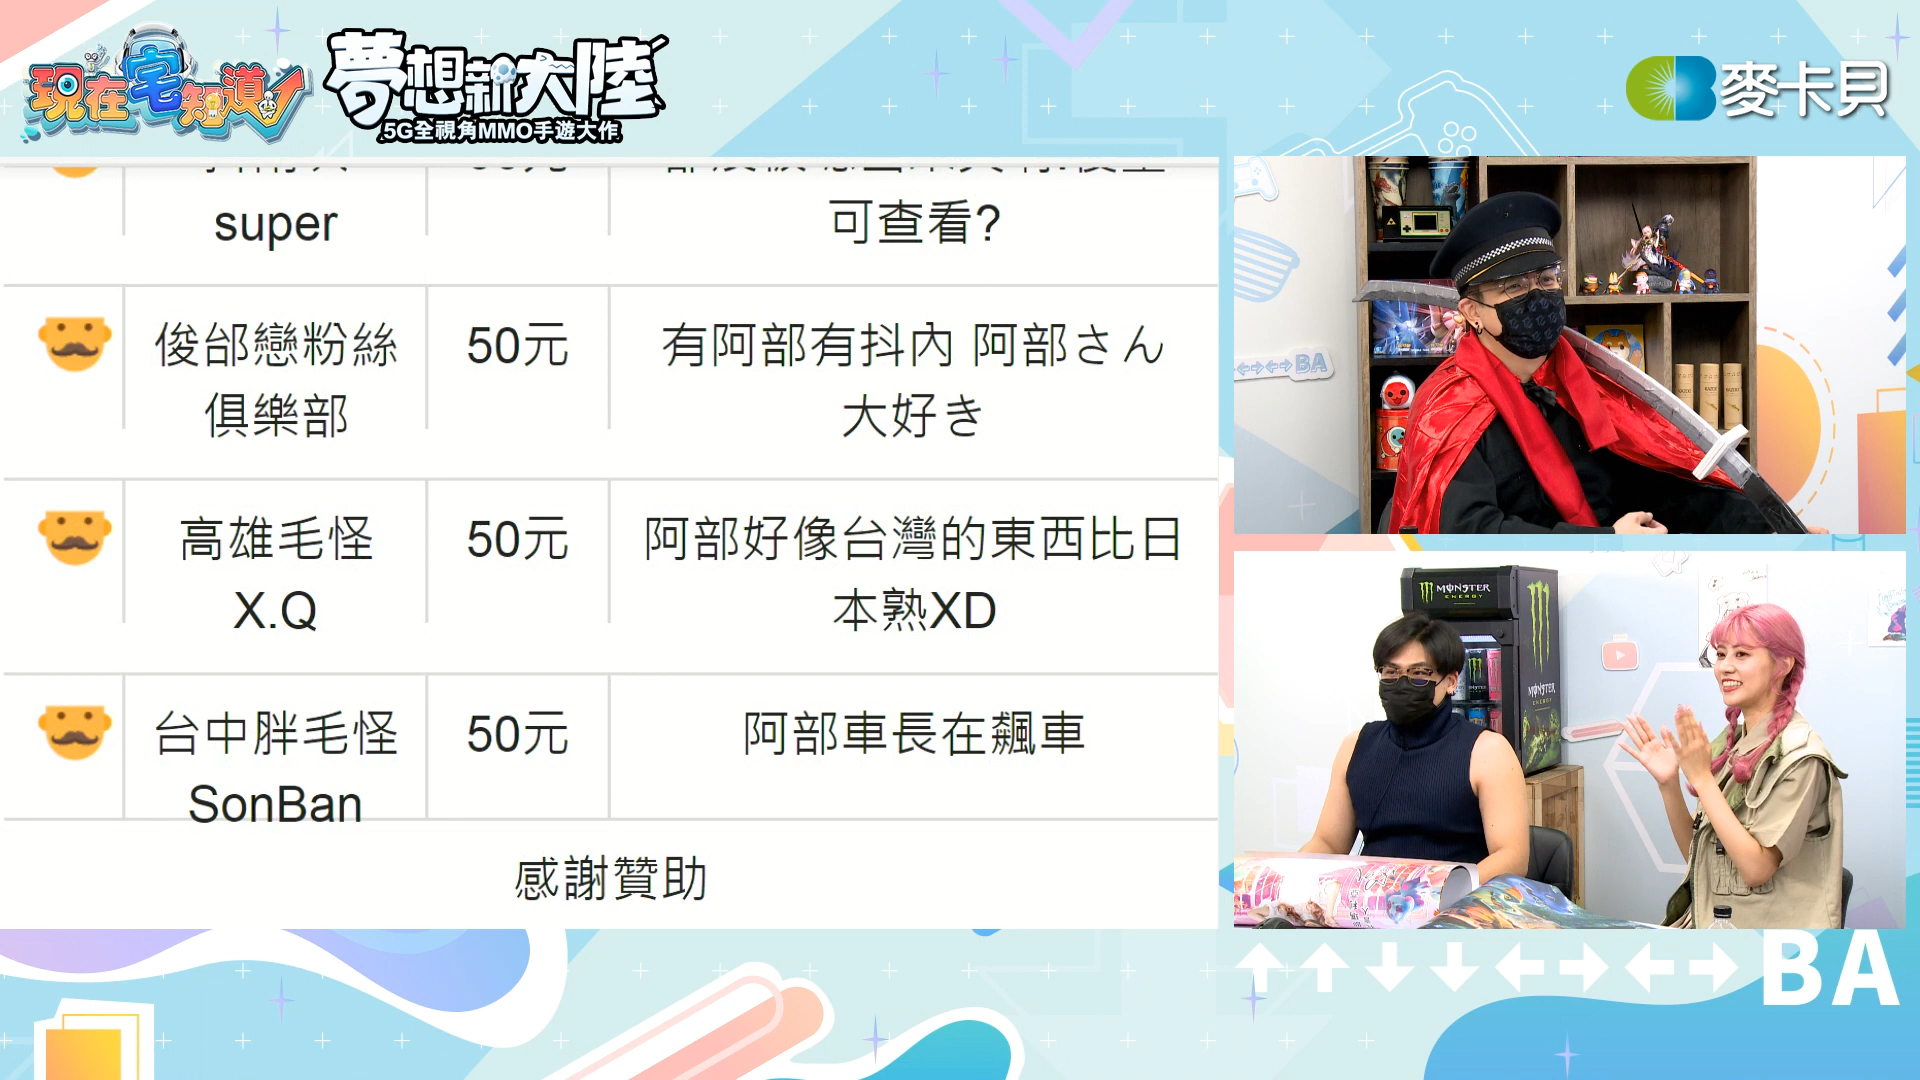 現在宅知道
夢想新大陸
5G全視角MMO手遊大作
麥卡貝
super
可查看?
俊邰戀粉絲
俱樂部
50元
有阿部有抖內 阿部さん
大好き
高雄毛怪
X.Q
50元
阿部好像台灣的東西比日
本熟XD
台中胖毛怪
SonBan
50元
阿部車長在飆車
感謝贊助
BA
MONSTER
ENERGY
MONSTER
↑↑↓↓←→←→BA